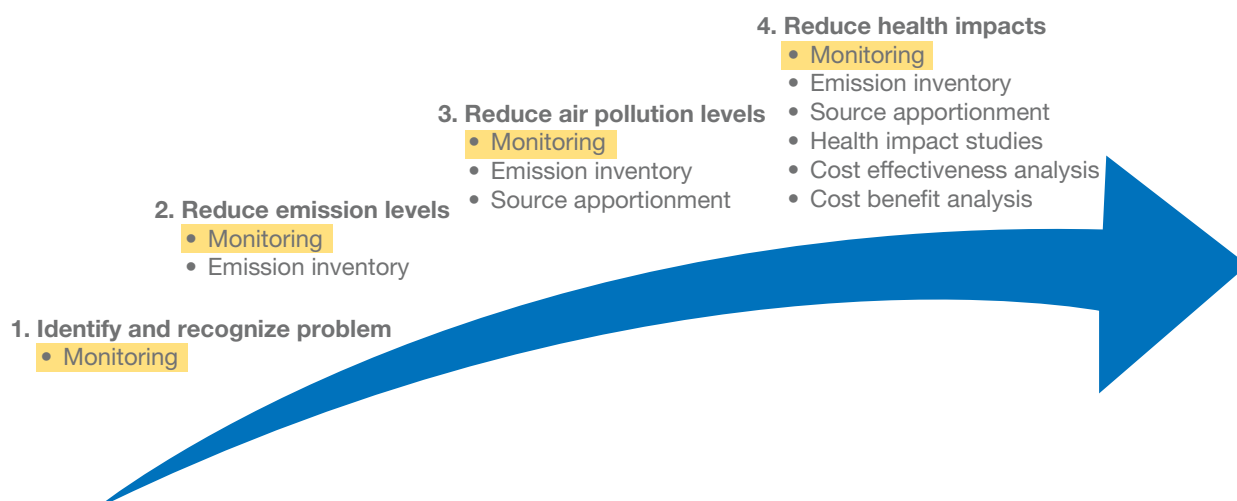 1. Identify and recognize problem
• Monitoring
2. Reduce emission levels
• Monitoring
• Emission inventory
3. Reduce air pollution levels
• Monitoring
• Emission inventory
• Source apportionment
4. Reduce health impacts
• Monitoring
• Emission inventory
• Source apportionment
• Health impact studies
• Cost effectiveness analysis
• Cost benefit analysis